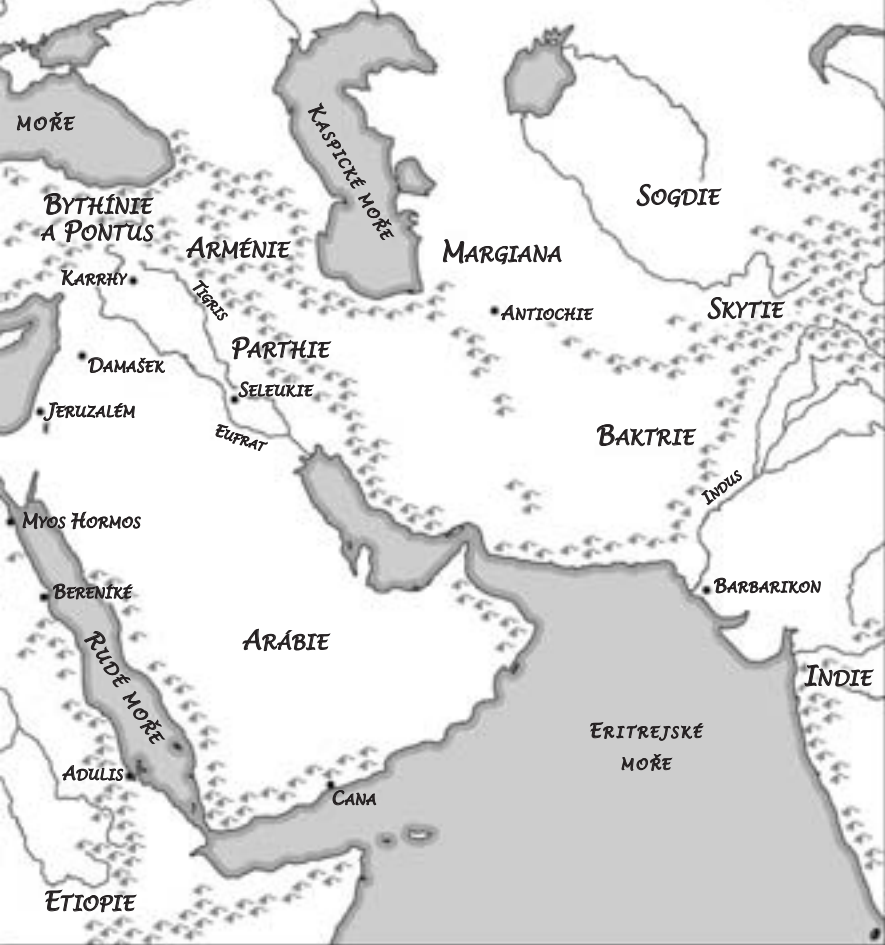 MOŘE
KASPICKÉ MOŘE
SOGDIE
BYTHÍNIE
A PONTUS
ARMÉNIE
MARGIANA
KARRHY
TIGRIS
ANTIOCHIE
SKYTIE
PARTHIE
DAMAŠEK
SELEUKIE
JERUZALÉM
EUFRAT
BAKTRIE
INDUS
MYOS HORMOS
BERENÍKÉ
BARBARIKON
RUDÉ MOŘE
ARÁBIE
INDIE
ERITREJSKÉ
MOŘE
ADULIS
CANA
ETIOPIE